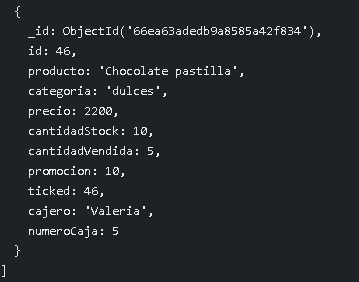 {
_id: ObjectId('66ea63adedb9a8585a42f834'),
id: 46,
producto: 'Chocolate pastilla',
categoria: 'dulces',
precio: 2200,
cantidadStock: 10,
cantidadVendida: 5,
promocion: 10,
ticked: 46,
cajero: 'Valeria',
numeroCaja: 5
}
]